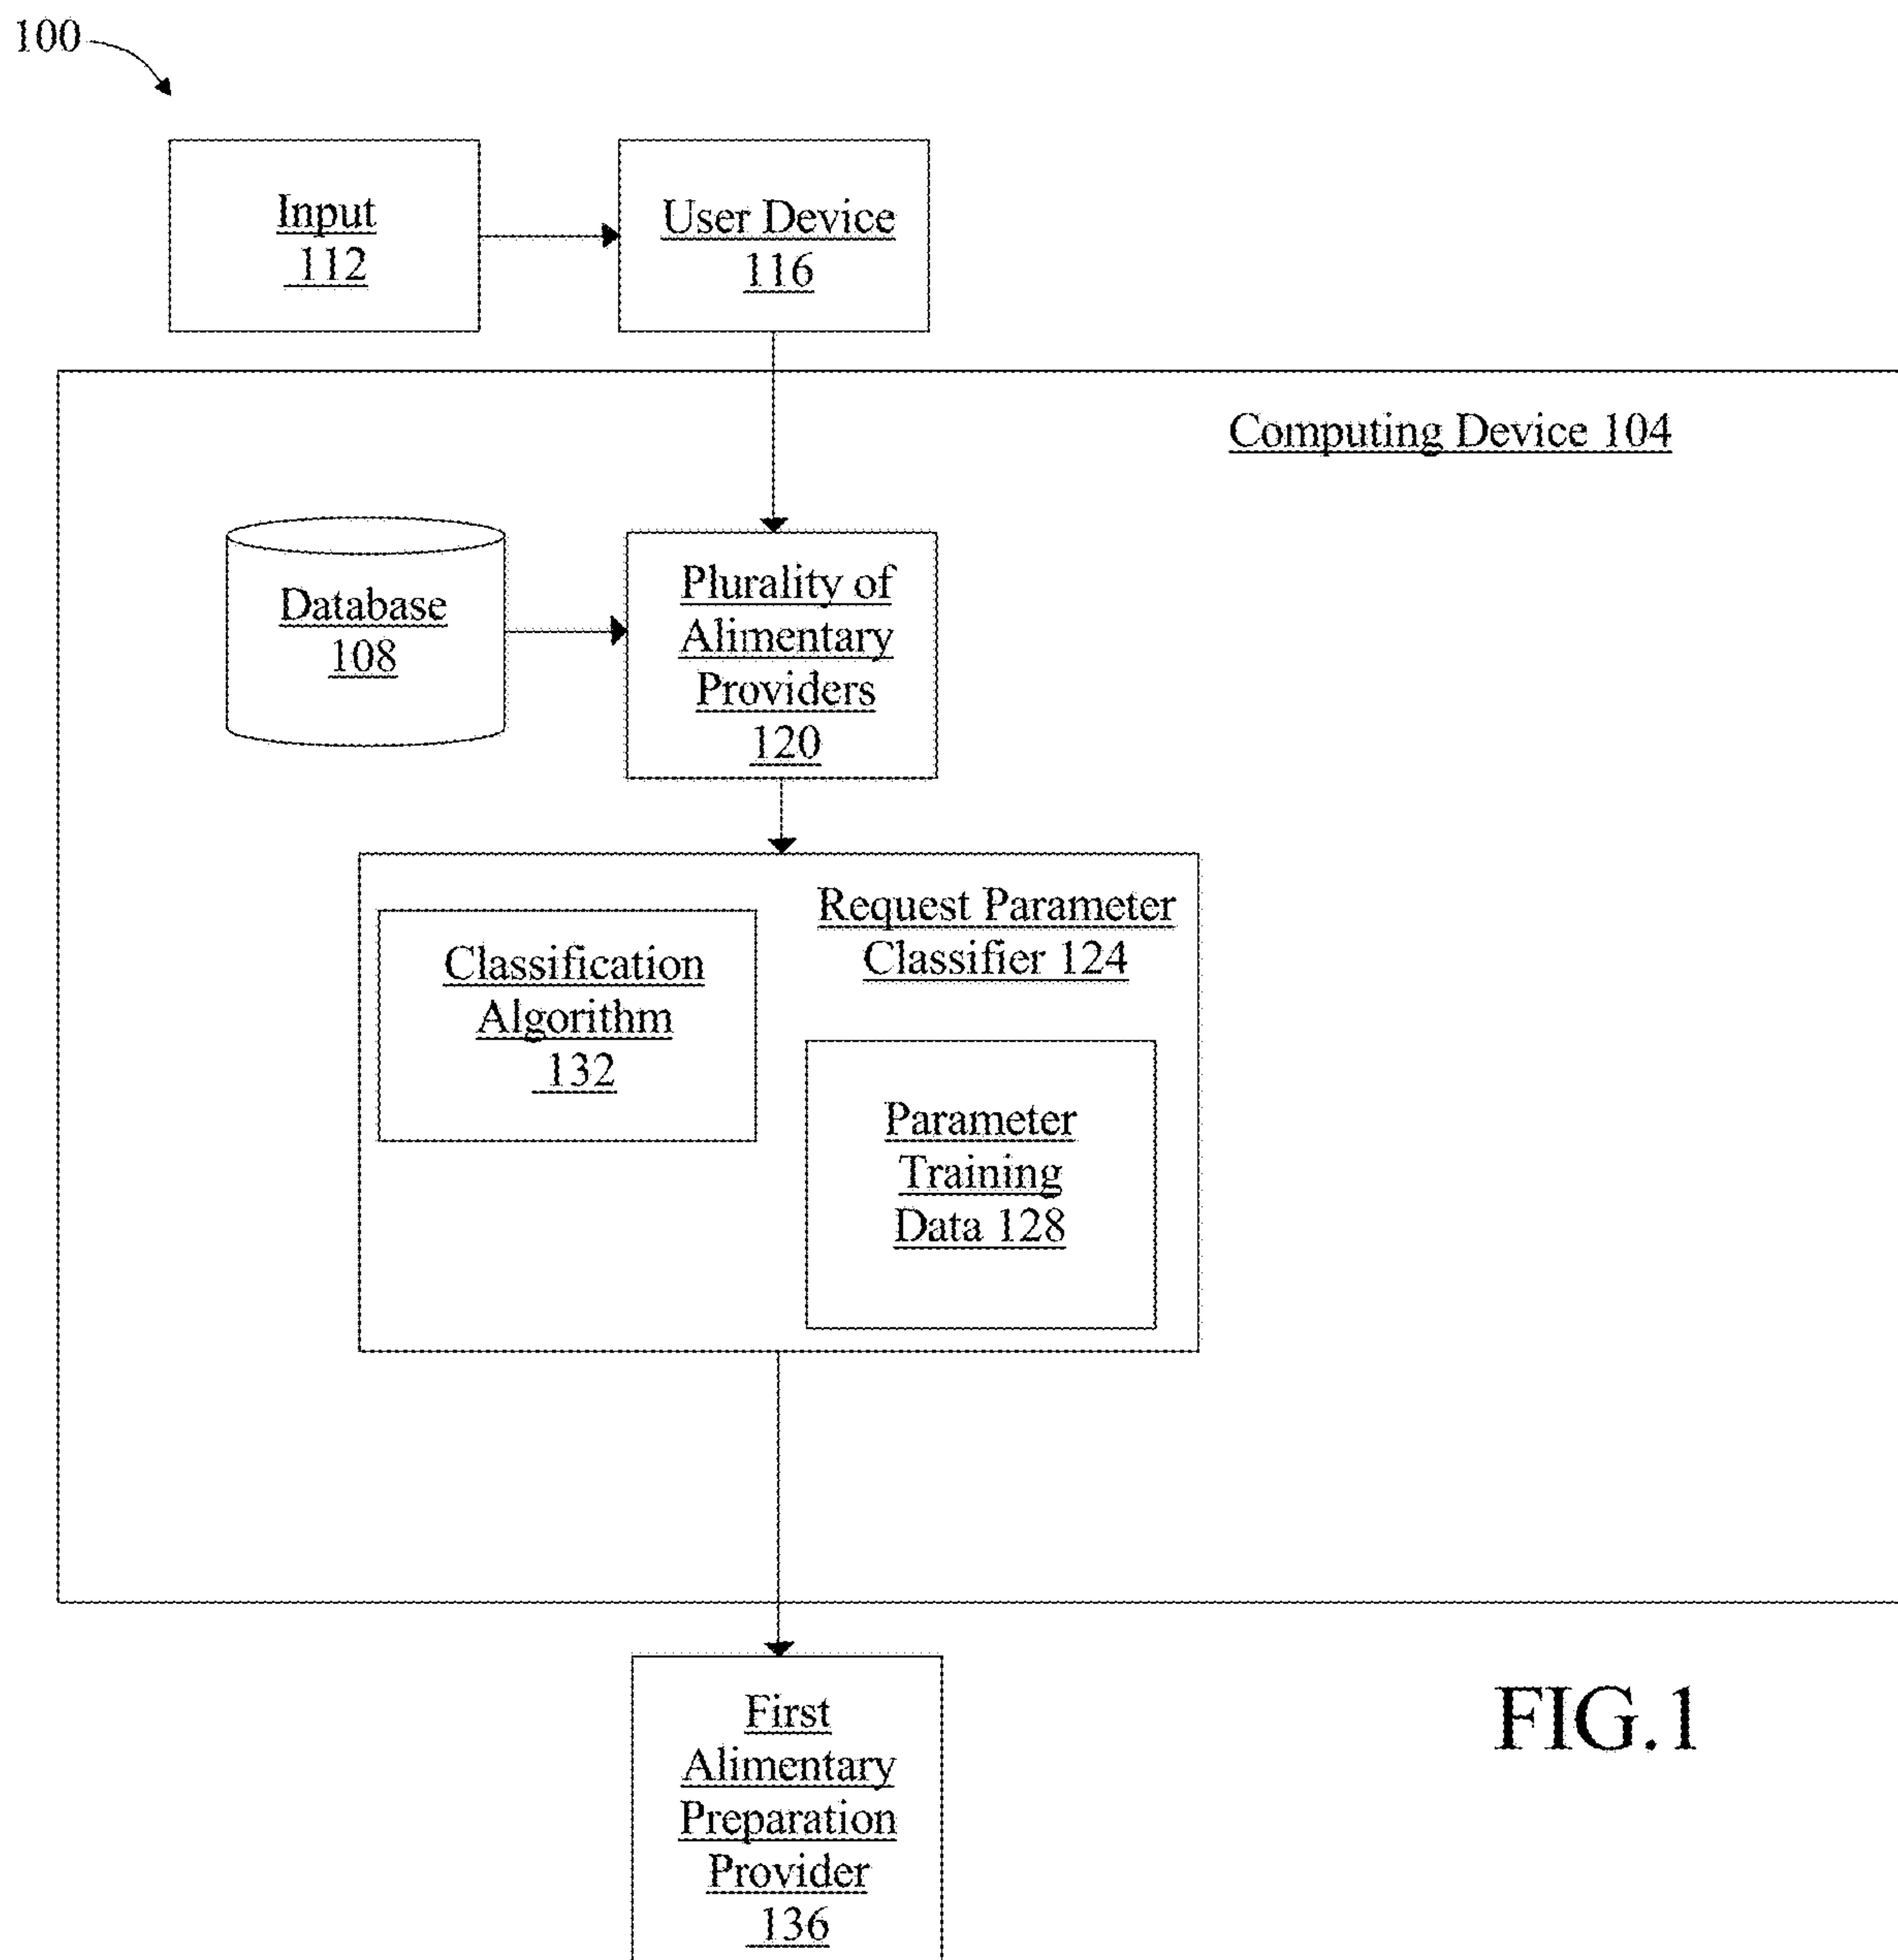 100
Input
112
User Device
116
Computing Device 104
Database
108
Plurality of
Alimentary
Providers
120
Request Parameter
Classifier 124
Classification
Algorithm
132
Parameter
Training
Data 128
First
Alimentary
Preparation
Provider
136
FIG.1